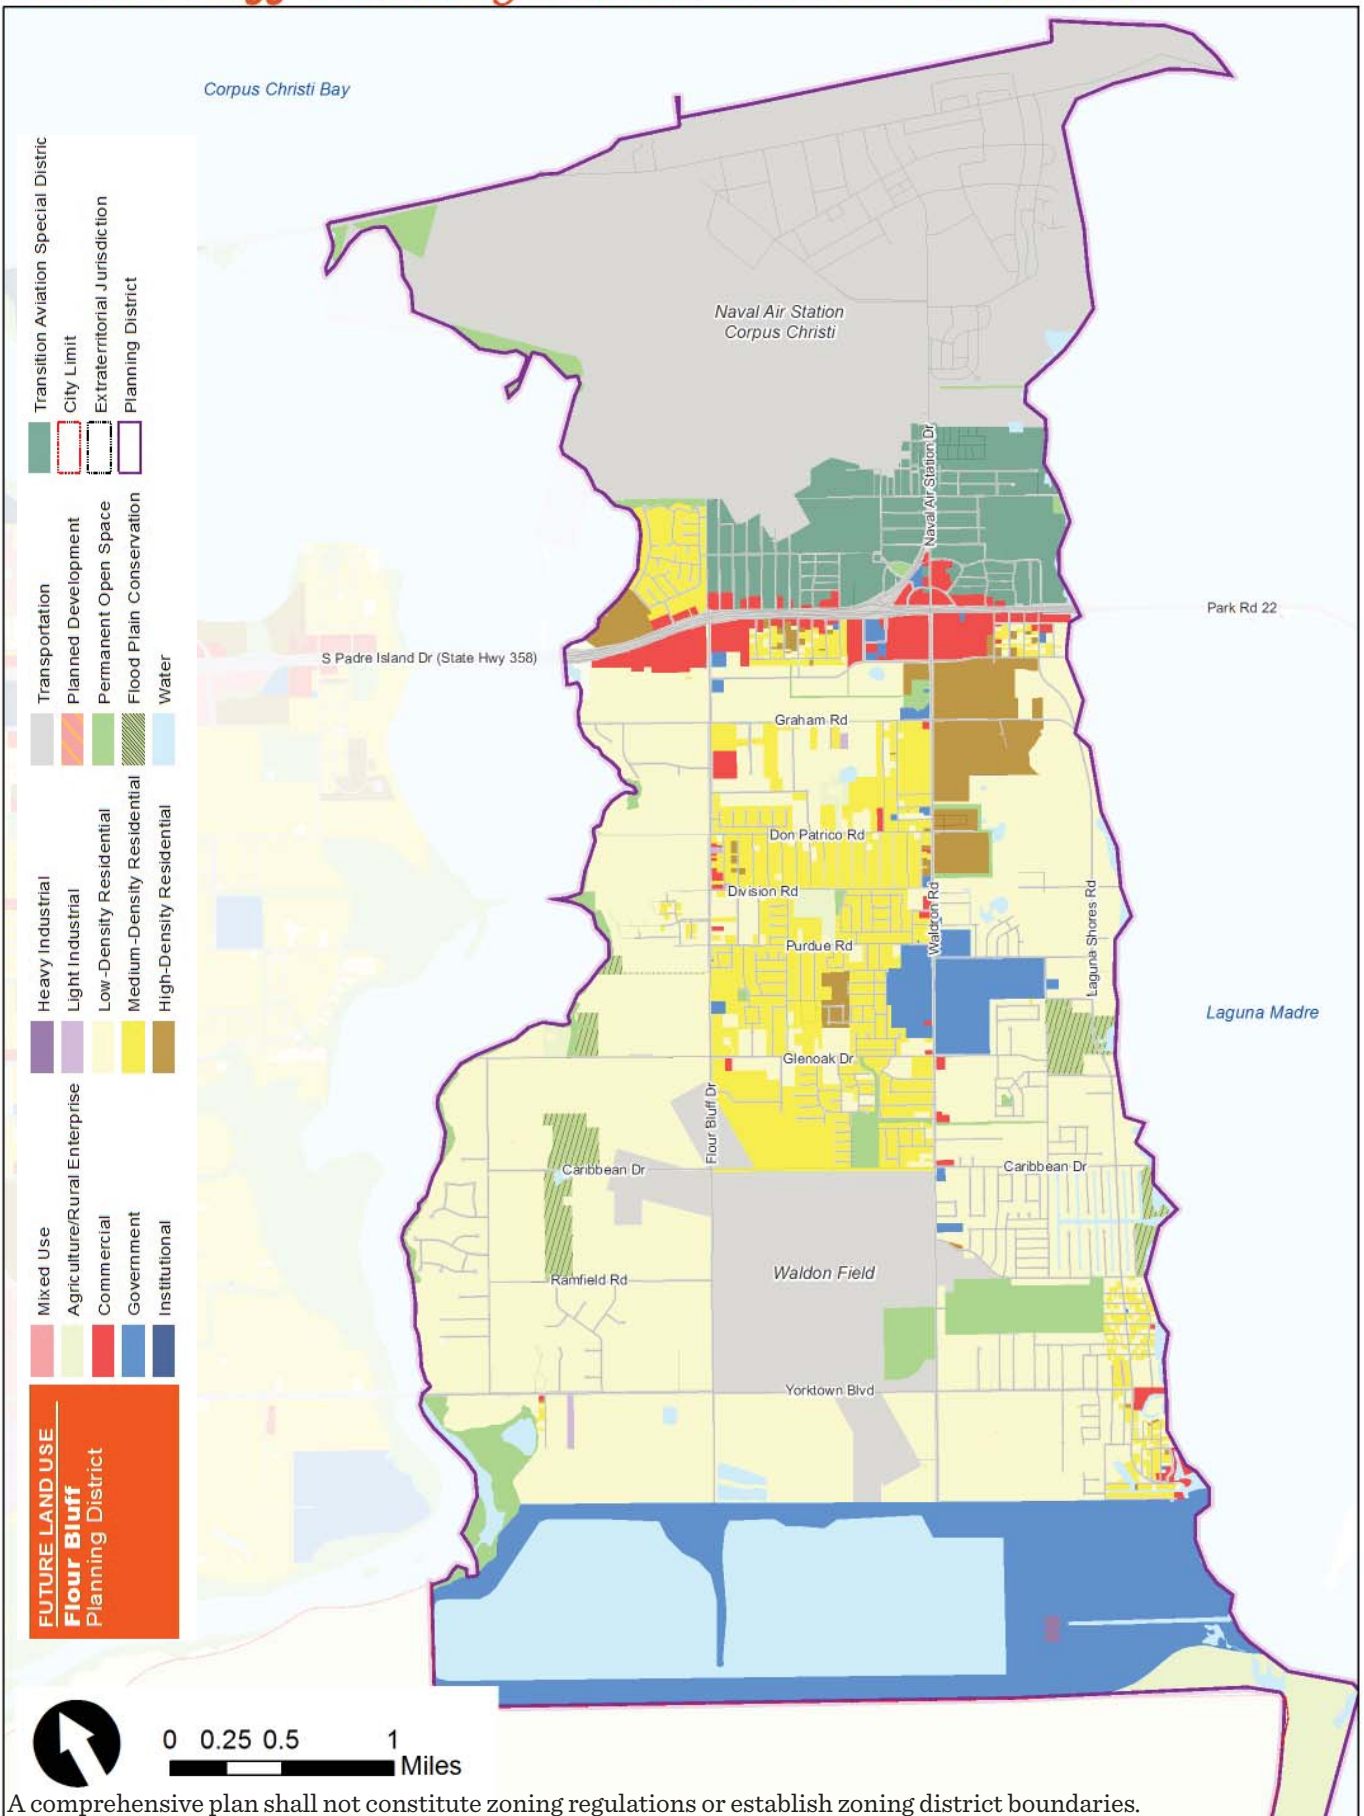 Corpus Christi Bay
Naval Air Station
Corpus Christi
Naval Air Station Dr
Park Rd 22
S Padre Island Dr (State Hwy 358)
Graham Rd
Don Patrico Rd
Division Rd
Waldron Rd
Laguna Shores Rd
Purdue Rd
Laguna Madre
Glenoak Dr
Flour Bluff Dr
Caribbean Dr
Caribbean Dr
Waldon Field
Ramfield Rd
Yorktown Blvd
FUTURE LAND USE
Flour Bluff
Planning District
Mixed Use
Agriculture/Rural Enterprise
Commercial
Government
Institutional
Heavy Industrial
Light Industrial
Low-Density Residential
Medium-Density Residential
High-Density Residential
Transportation
Planned Development
Permanent Open Space
Flood Plain Conservation
Water
Transition Aviation Special Distric
City Limit
Extraterritorial Jurisdiction
Planning District
0 0.25 0.5 1
Miles
A comprehensive plan shall not constitute zoning regulations or establish zoning district boundaries.